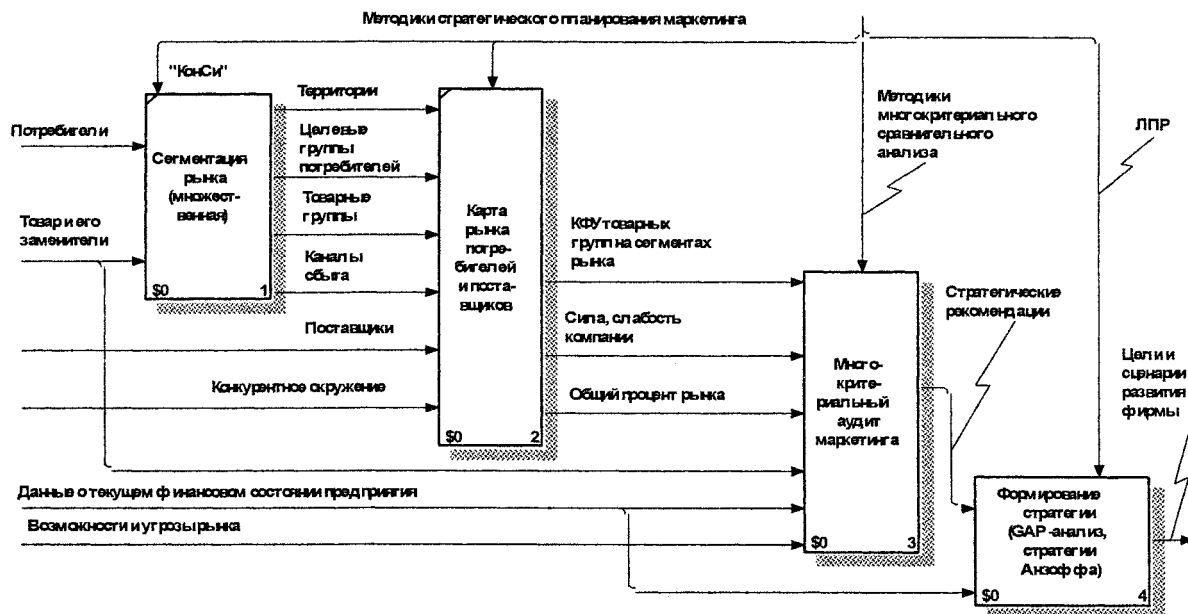 Методики стратегического планирования маркетинга
"КонСи"
Потребители
Товар и его
заменители
Сегментация
рынка
(множест-
венная)
$0 1
Территории
Целевые
группы
потребителей
Товарные
группы
Каналы
сбыта
Поставщики
Конкурентное окружение
Карта
рынка
потре-
бителей
и поста-
вщиков
$0 2
КФУ товарных
групп на сегментах
рынка
Сила, слабость
компании
Общий процент рынка
Методики
многокритериального
сравнительного
анализа
ЛПР
Много-
крите-
риальный
аудит
маркетинга
$0 3
Стратегические
рекомендации
Цели и
сценарии
развития
фирмы
Данные о текущем финансовом состоянии предприятия
Возможности и угрозы рынка
Формирование
стратегии
(GAP-анализ,
стратегии
Анзоффа)
$0 4